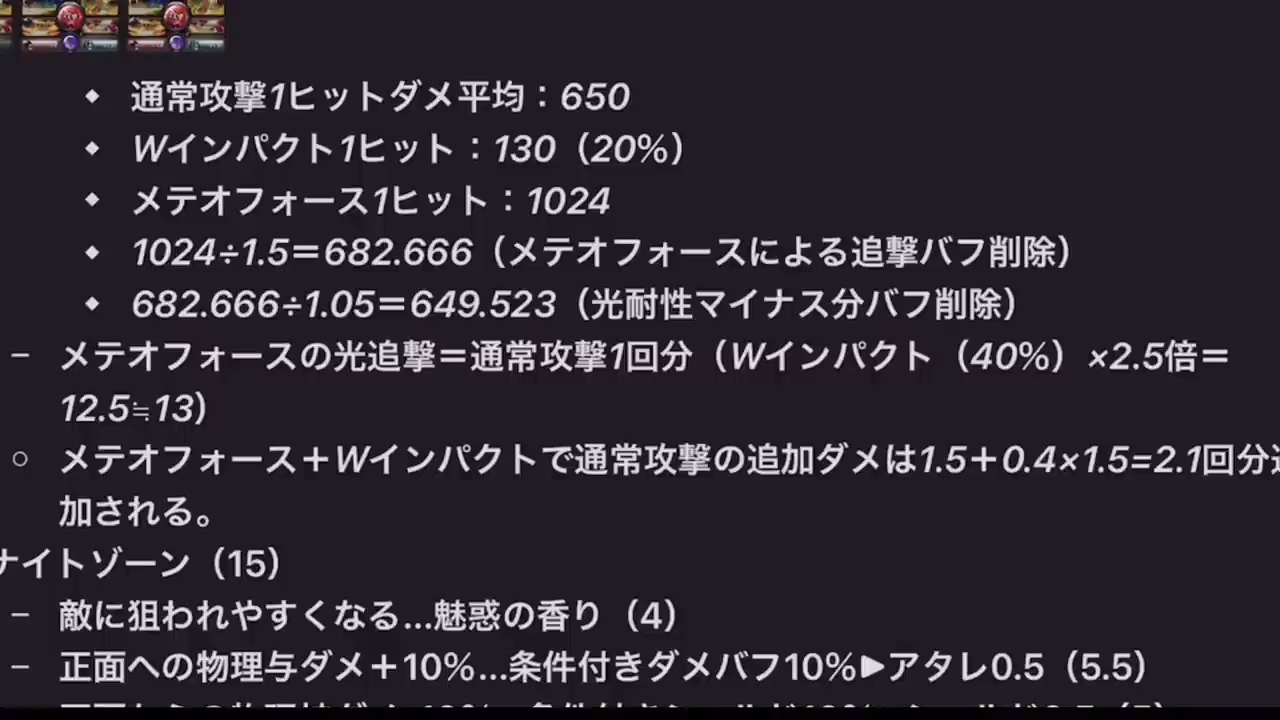 通常攻撃1ヒットダメ平均：650
Wインパクト1ヒット：130（20%）
メテオフォース1ヒット：1024
1024÷1.5＝682.666（メテオフォースによる追撃バフ削除）
682.666÷1.05＝649.523（光耐性マイナス分バフ削除）
− メテオフォースの光追撃＝通常攻撃1回分（Wインパクト（40%）×2.5倍＝
12.5≒13)
メテオフォース＋Wインパクトで通常攻撃の追加ダメは1.5＋0.4×1.5=2.1回分追
加される。
ナイトゾーン（15）
− 敵に狙われやすくなる…魅惑の香り（4）
− 正面への物理与ダメ＋10%…条件付きダメバフ10%▶アタレ0.5（5.5）